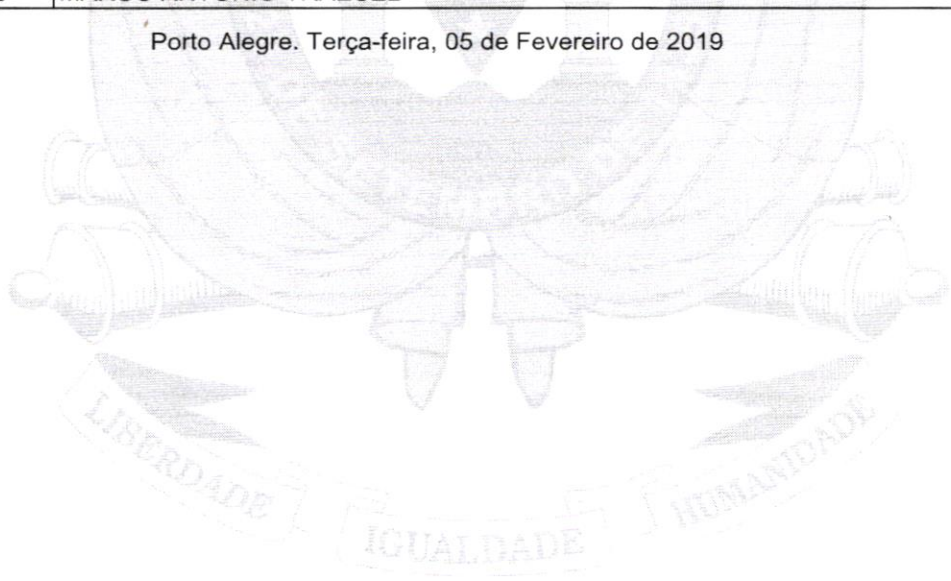 Porto Alegre. Terça-feira, 05 de Fevereiro de 2019
LIBERDADE
IGUALDADE
HUMANIDADE